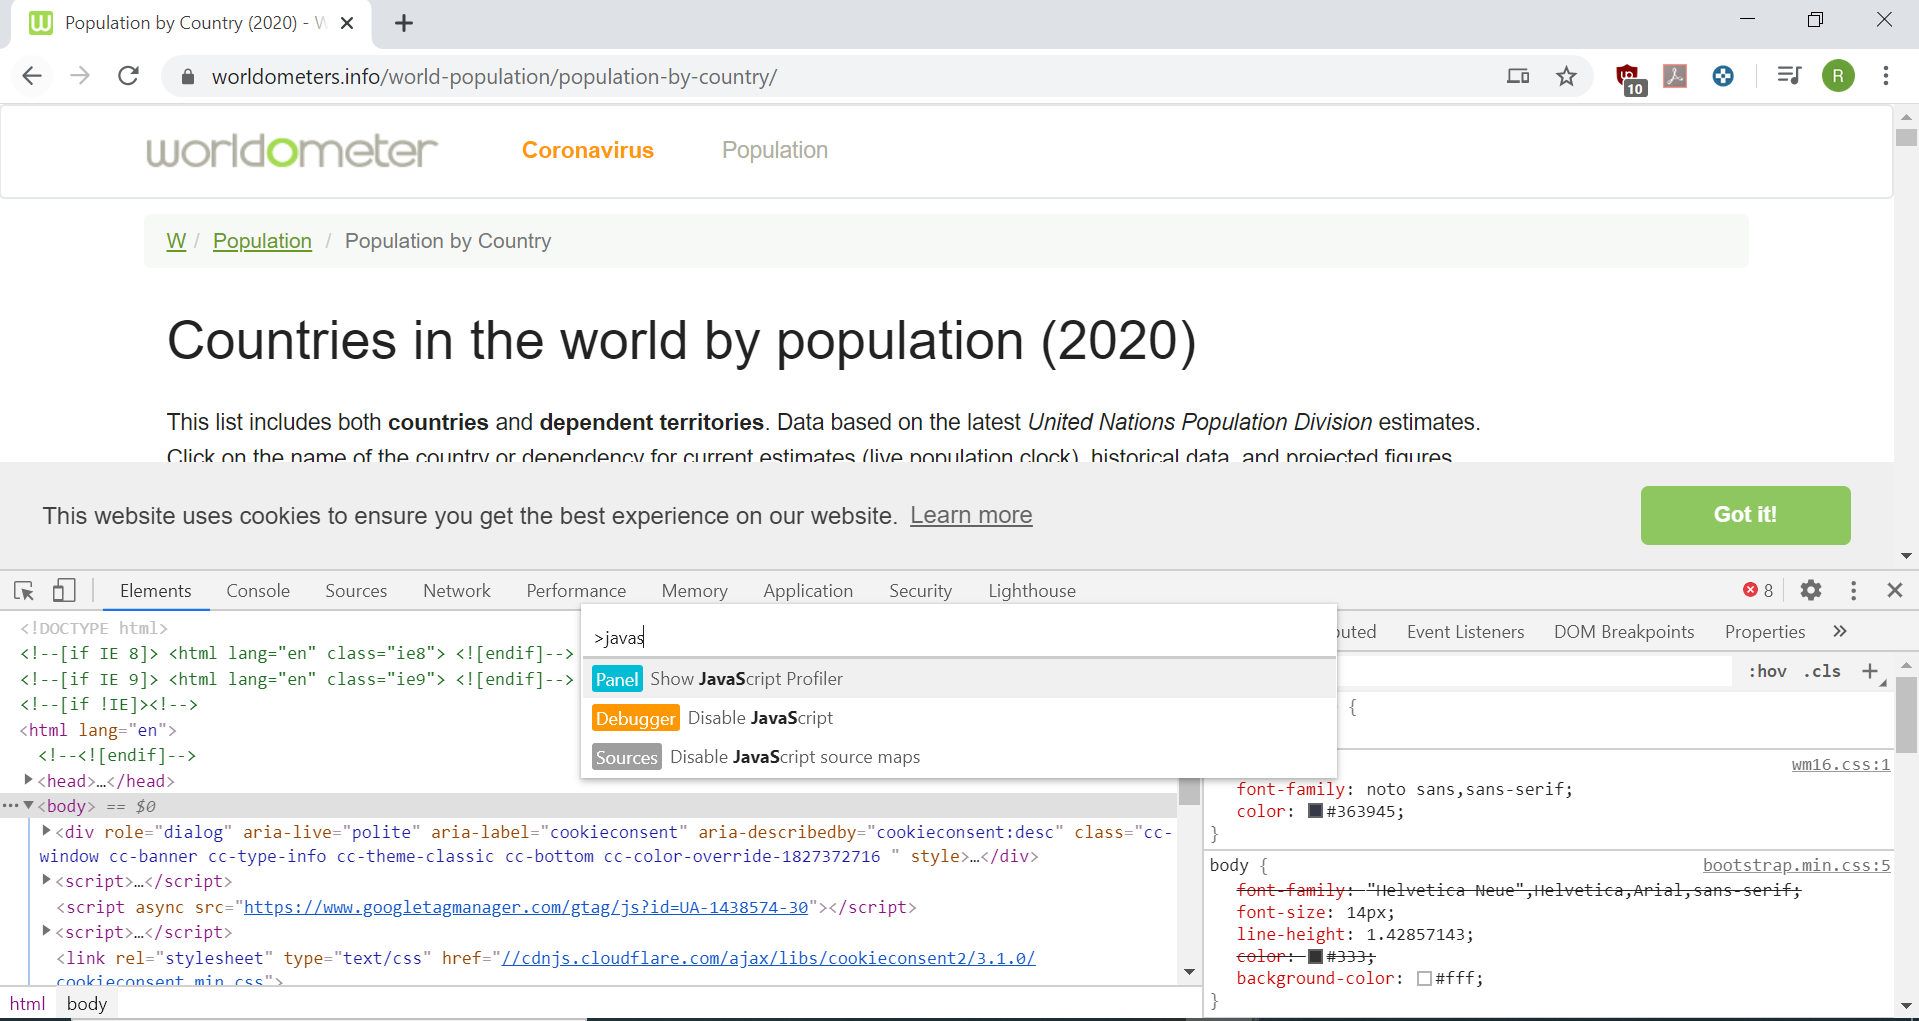 Population by Country (2020) - W
worldometers.info/world-population/population-by-country/
10
R
worldometer
Coronavirus
Population
W / Population / Population by Country
Countries in the world by population (2020)
This list includes both countries and dependent territories. Data based on the latest United Nations Population Division estimates.
Click on the name of the country or dependency for current estimates (live population clock), historical data, and projected figures
This website uses cookies to ensure you get the best experience on our website. Learn more
Got it!
Elements Console Sources Network Performance Memory Application Security Lighthouse
8
>javas
Panel Show JavaScript Profiler
Debugger Disable JavaScript
Sources Disable JavaScript source maps
<!DOCTYPE html>
<!--[if IE 8]> <html lang="en" class="ie8"> <![endif]-->
<!--[if IE 9]> <html lang="en" class="ie9"> <![endif]-->
<!--[if !IE]><!-->
<html lang="en">
<!--<![endif]-->
<head>…</head>
<body> == $0
<div role="dialog" aria-live="polite" aria-label="cookieconsent" aria-describedby="cookieconsent:desc" class="cc-
window cc-banner cc-type-info cc-theme-classic cc-bottom cc-color-override-1827372716 " style>…</div>
<script>…</script>
<script async src="https://www.googletagmanager.com/gtag/js?id=UA-1438574-30"></script>
<script>…</script>
<link rel="stylesheet" type="text/css" href="//cdnjs.cloudflare.com/ajax/libs/cookieconsent2/3.1.0/
cookieconsent.min.css">
html body
Event Listeners DOM Breakpoints Properties
:hov .cls +
{
wm16.css:1
font-family: noto sans,sans-serif;
color: #363945;
}
body { bootstrap.min.css:5
font-family: "Helvetica Neue",Helvetica,Arial,sans-serif;
font-size: 14px;
line-height: 1.42857143;
color: #333;
background-color: #fff;
}